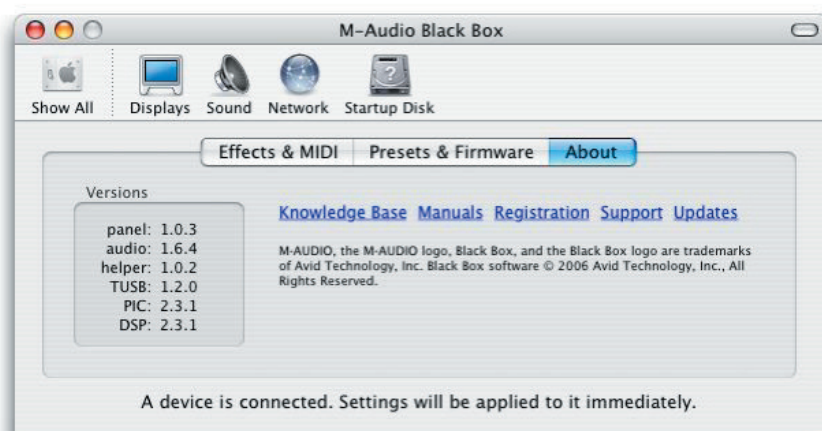 M-Audio Black Box
Show All Displays Sound Network Startup Disk
Effects & MIDI Presets & Firmware About
Versions
panel: 1.0.3
audio: 1.6.4
helper: 1.0.2
TUSB: 1.2.0
PIC: 2.3.1
DSP: 2.3.1
Knowledge Base Manuals Registration Support Updates
M-AUDIO, the M-AUDIO logo, Black Box, and the Black Box logo are trademarks
of Avid Technology, Inc. Black Box software © 2006 Avid Technology, Inc., All
Rights Reserved.
A device is connected. Settings will be applied to it immediately.